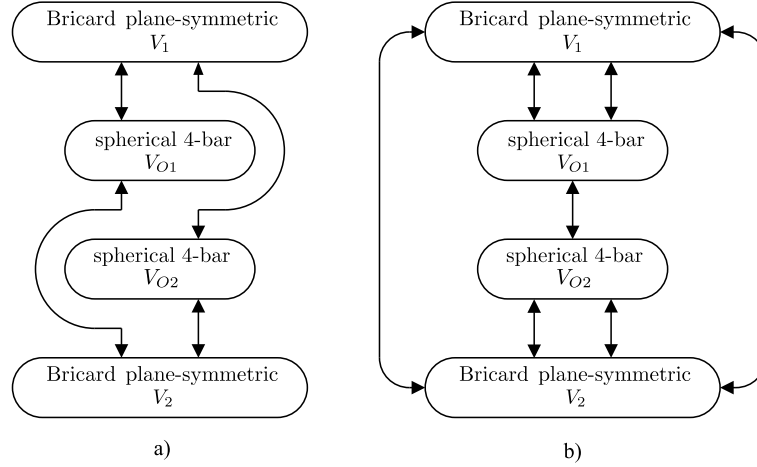 Bricard plane-symmetric
V1
spherical 4-bar
VO1
spherical 4-bar
VO2
Bricard plane-symmetric
V2
a)
Bricard plane-symmetric
V1
spherical 4-bar
VO1
spherical 4-bar
VO2
Bricard plane-symmetric
V2
b)